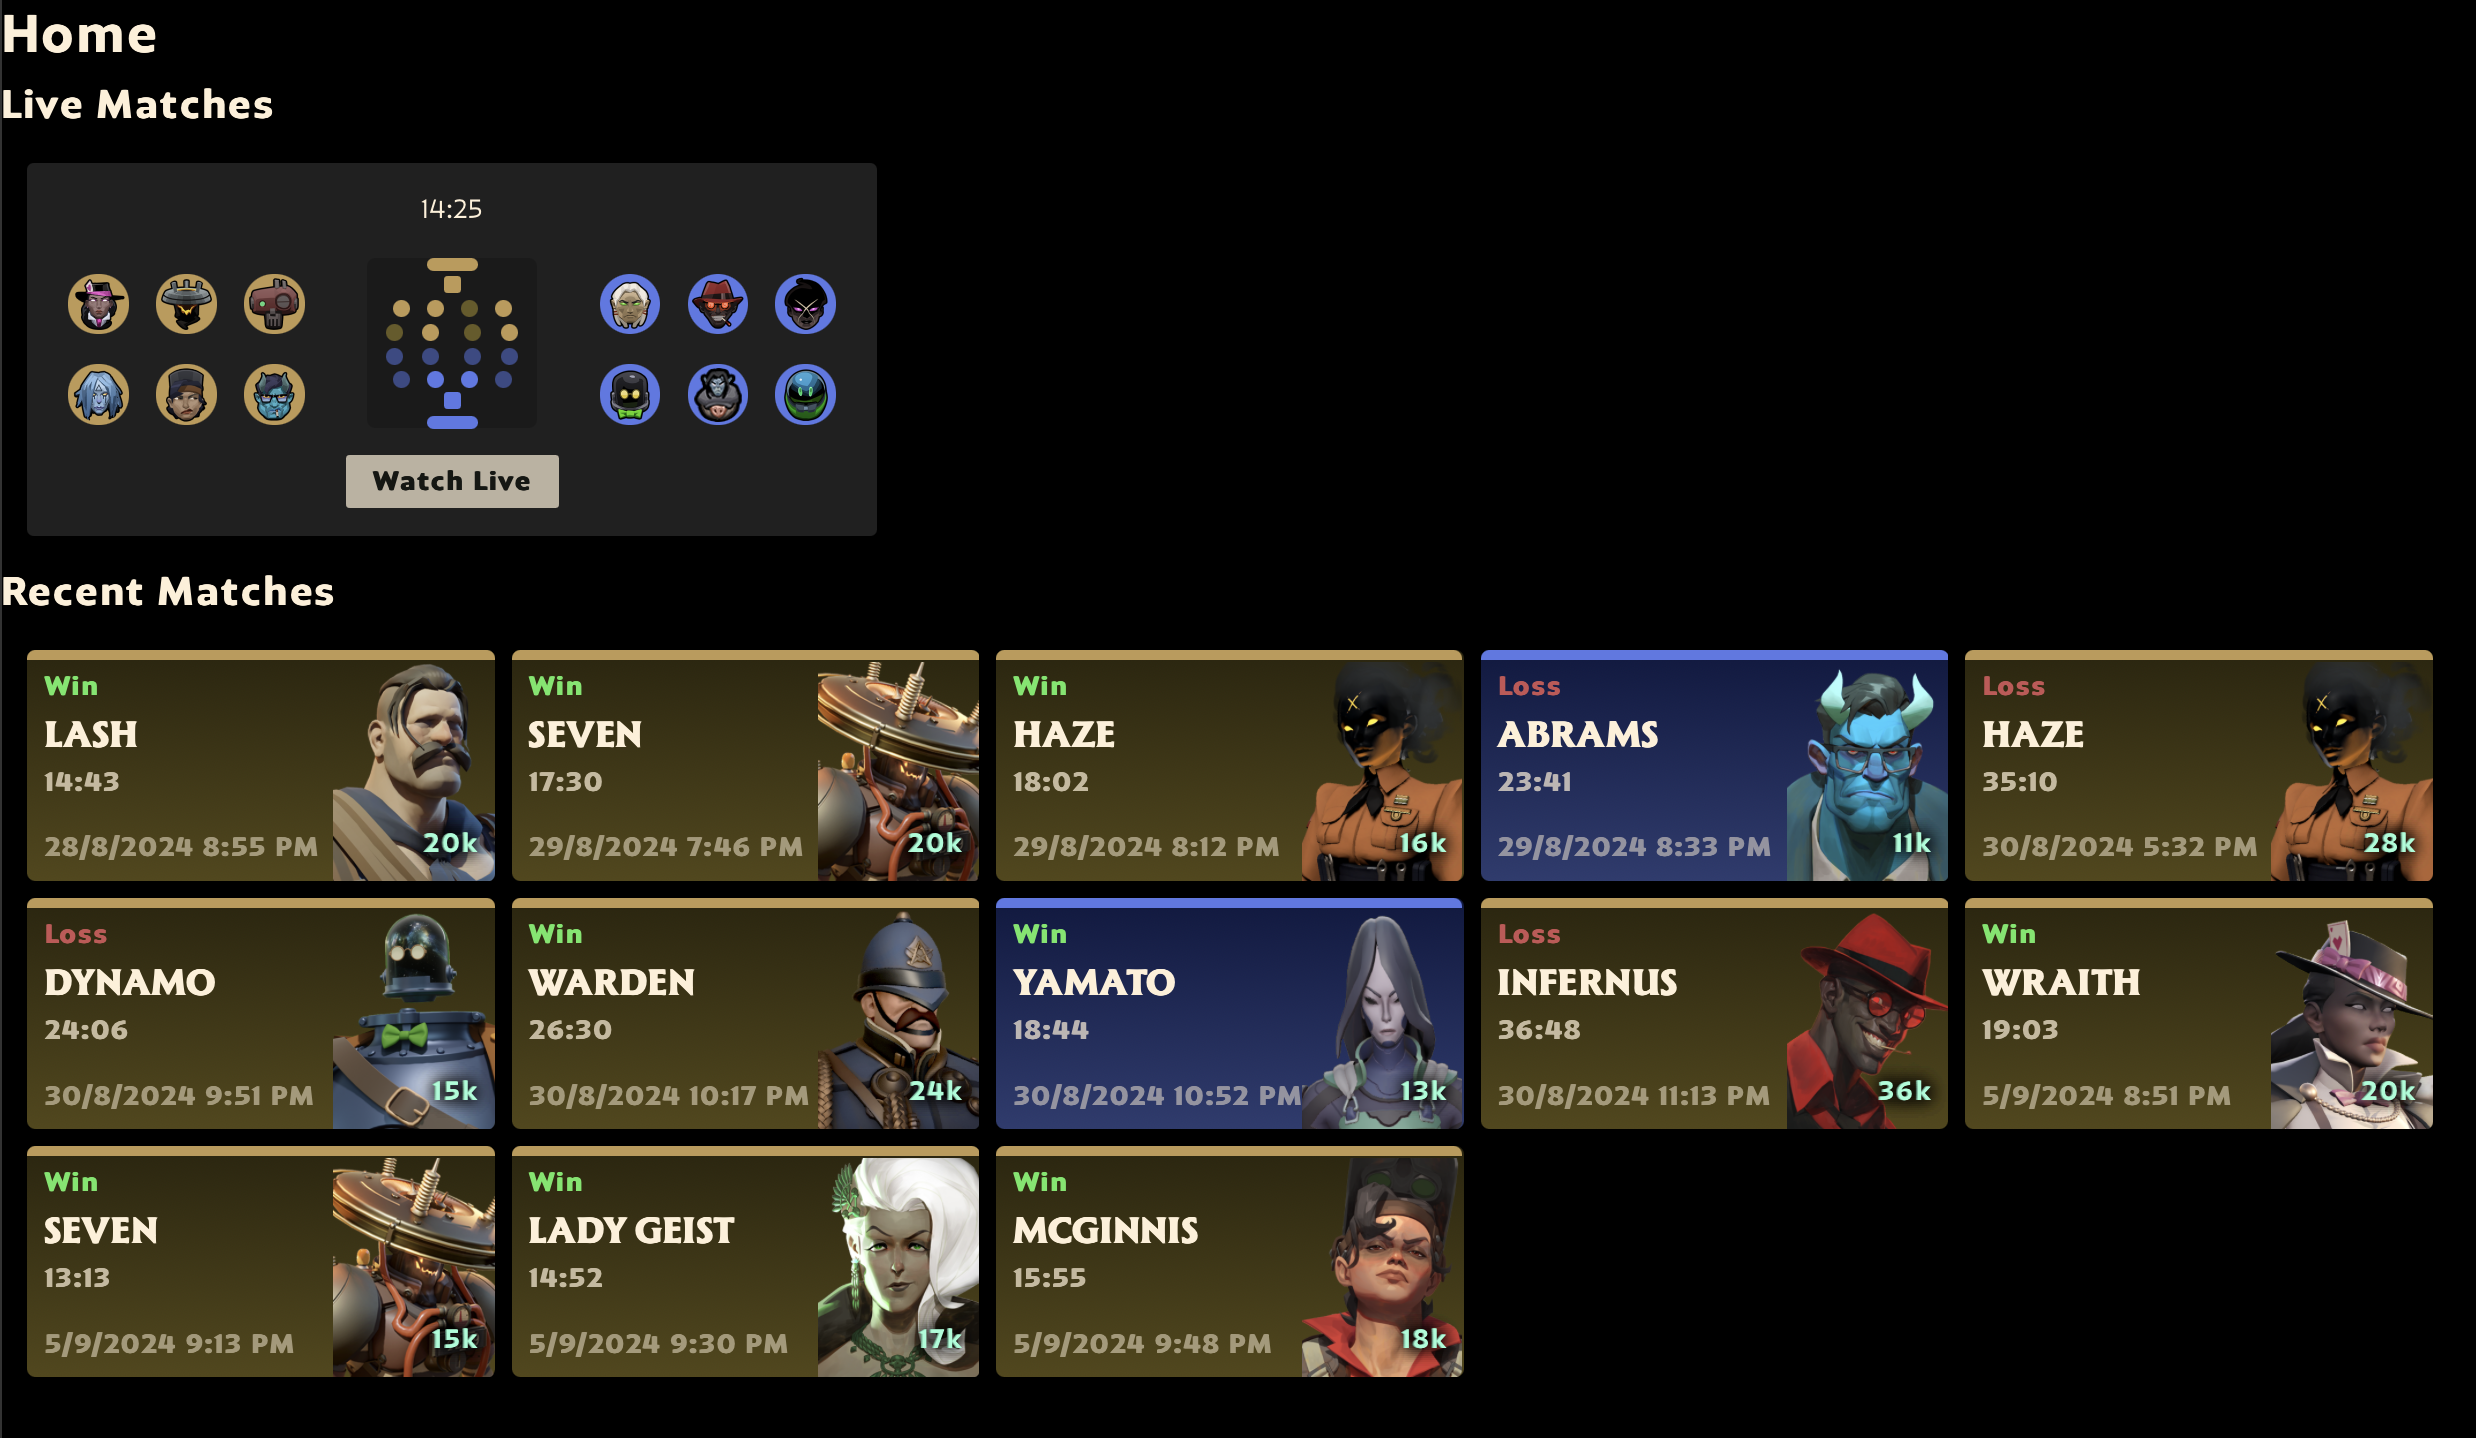 Home
Live Matches
14:25
Watch Live
Recent Matches
Win
LASH
14:43
28/8/2024 8:55 PM
20k
Win
SEVEN
17:30
29/8/2024 7:46 PM
20k
Win
HAZE
18:02
29/8/2024 8:12 PM
16k
Loss
ABRAMS
23:41
29/8/2024 8:33 PM
11k
Loss
HAZE
35:10
30/8/2024 5:32 PM
28k
Loss
DYNAMO
24:06
30/8/2024 9:51 PM
15k
Win
WARDEN
26:30
30/8/2024 10:17 PM
24k
Win
YAMATO
18:44
30/8/2024 10:52 PM
13k
Loss
INFERNUS
36:48
30/8/2024 11:13 PM
36k
Win
WRAITH
19:03
5/9/2024 8:51 PM
20k
Win
SEVEN
13:13
5/9/2024 9:13 PM
15k
Win
LADY GEIST
14:52
5/9/2024 9:30 PM
17k
Win
MCGINNIS
15:55
5/9/2024 9:48 PM
18k